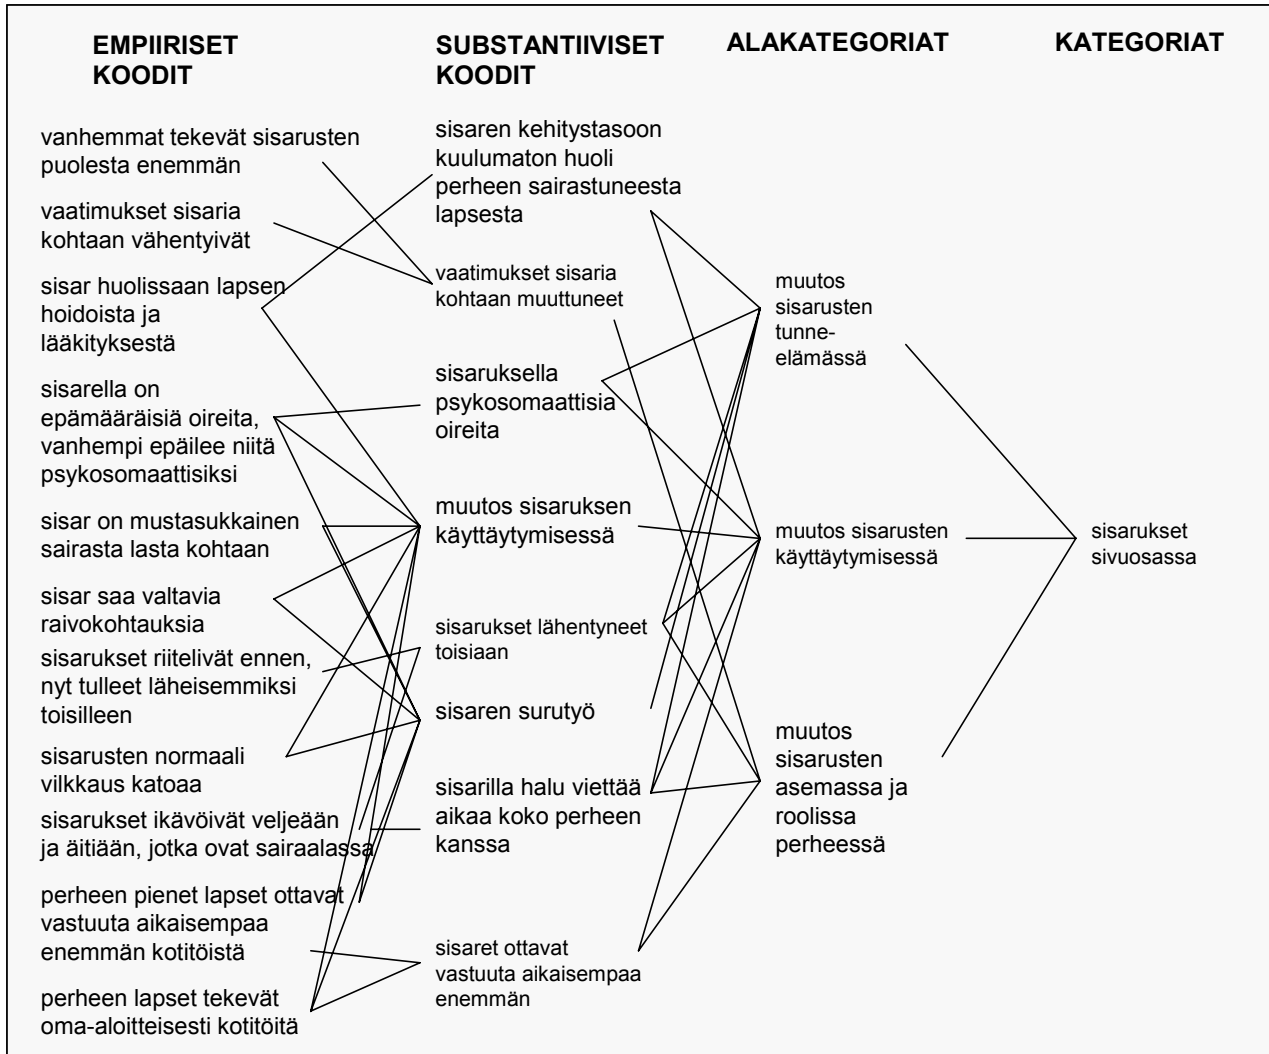 EMPIIRISET
KOODIT
vanhemmat tekevät sisarusten
puolesta enemmän
vaatimukset sisaria
kohtaan vähentyivät
sisar huolissaan lapsen
hoidoista ja
lääkityksestä
sisarella on
epämääräisiä oireita,
vanhempi epäilee niitä
psykosomaattisiksi
sisar on mustasukkainen
sairasta lasta kohtaan
sisar saa valtavia
raivokohtauksia
sisarukset riitelivät ennen,
nyt tulleet läheisemmiksi
toisilleen
sisarusten normaali
vilkkaus katoaa
sisarukset ikävöivät veljeään
ja äitiään, jotka ovat sairaalassa
perheen pienet lapset ottavat
vastuuta aikaisempaa
enemmän kotitöistä
perheen lapset tekevät
oma-aloitteisesti kotitöitä
SUBSTANTIIVISET
KOODIT
sisaren kehitystasoon
kuulumaton huoli
perheen sairastuneesta
lapsesta
vaatimukset sisaria
kohtaan muuttuneet
sisaruksella
psykosomaattisia
oireita
muutos sisaruksen
käyttäytymisessä
sisarukset lähentyneet
toisiaan
sisaren surutyö
sisarilla halu viettää
aikaa koko perheen
kanssa
sisaret ottavat
vastuuta aikaisempaa
enemmän
ALAKATEGORIAT
muutos
sisarusten
tunne-
elämässä
muutos sisarusten
käyttäytymisessä
muutos
sisarusten
asemassa ja
roolissa
perheessä
KATEGORIAT
sisarukset
sivuosassa